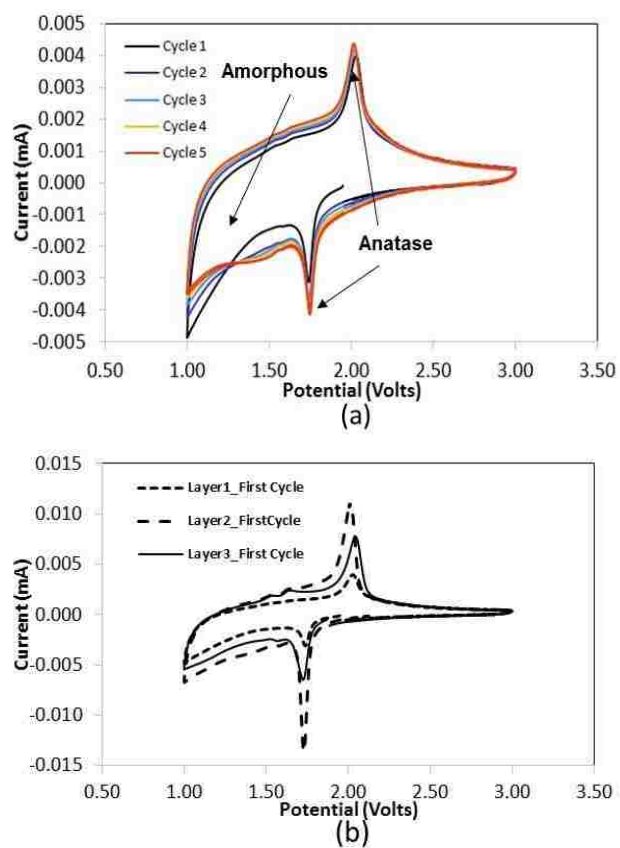 0.005
0.004
0.003
0.002
0.001
0.000
-0.001
-0.002
-0.003
-0.004
-0.005
Current (mA)
Cycle 1
Cycle 2
Cycle 3
Cycle 4
Cycle 5
Amorphous
Anatase
0.50 1.00 1.50 2.00 2.50 3.00 3.50
Potential (Volts)
(a)
0.015
0.010
0.005
0.000
-0.005
-0.010
-0.015
Current (mA)
Layer1_First Cycle
Layer2_FirstCycle
Layer3_First Cycle
0.50 1.00 1.50 2.00 2.50 3.00 3.50
Potential (Volts)
(b)